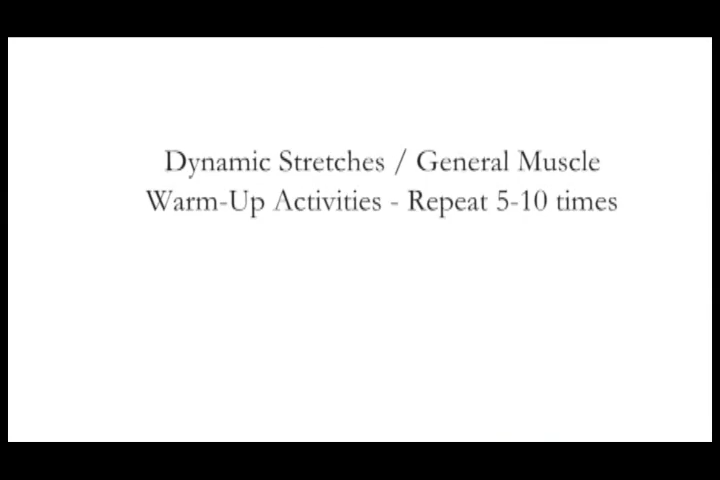 Dynamic Stretches / General Muscle
Warm-Up Activities - Repeat 5-10 times